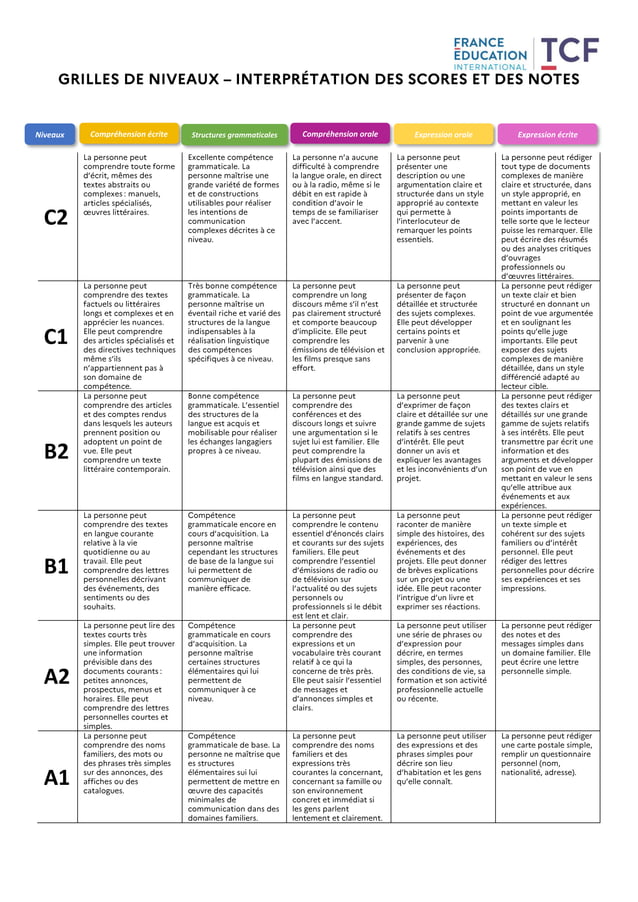 FRANCE
EDUCATION
INTERNATIONAL
TCF
GRILLES DE NIVEAUX – INTERPRÉTATION DES SCORES ET DES NOTES
Niveaux
Compréhension écrite
Structures grammaticales
Compréhension orale
Expression orale
Expression écrite
C2
La personne peut
comprendre toute forme
d'écrit, mêmes des
textes abstraits ou
complexes : manuels,
articles spécialisés,
œuvres littéraires.
Excellente compétence
grammaticale. La
personne maîtrise une
grande variété de formes
et de constructions
utilisables pour réaliser
les intentions de
communication
complexes décrites à ce
niveau.
La personne n'a aucune
difficulté à comprendre
la langue orale, en direct
ou à la radio, même si le
débit en est rapide à
condition d'avoir le
temps de se familiariser
avec l'accent.
La personne peut
présenter une
description ou une
argumentation claire et
structurée dans un style
approprié au contexte
qui permette à
l'interlocuteur de
remarquer les points
essentiels.
La personne peut rédiger
tout type de documents
complexes de manière
claire et structurée, dans
un style approprié, en
mettant en valeur les
points importants de
telle sorte que le lecteur
puisse les remarquer. Elle
peut écrire des résumés
ou des analyses critiques
d'ouvrages
professionnels ou
d'œuvres littéraires.
C1
La personne peut
comprendre des textes
factuels ou littéraires
longs et complexes et en
apprécier les nuances.
Elle peut comprendre
des articles spécialisés et
des directives techniques
même s'ils
n'appartiennent pas à
son domaine de
compétence.
Très bonne compétence
grammaticale. La
personne maîtrise un
éventail riche et varié des
structures de la langue
indispensables à la
réalisation linguistique
des compétences
spécifiques à ce niveau.
La personne peut
comprendre un long
discours même s'il n'est
pas clairement structuré
et comporte beaucoup
d'implicite. Elle peut
comprendre les
émissions de télévision et
les films presque sans
effort.
La personne peut
présenter de façon
détaillée et structurée
des sujets complexes.
Elle peut développer
certains points et
parvenir à une
conclusion appropriée.
La personne peut rédiger
un texte clair et bien
structuré en donnant un
point de vue argumentée
et en soulignant les
points qu'elle juge
importants. Elle peut
exposer des sujets
complexes de manière
détaillée, dans un style
différencié adapté au
lecteur cible.
B2
La personne peut
comprendre des articles
et des comptes rendus
dans lesquels les auteurs
prennent position ou
adoptent un point de
vue. Elle peut
comprendre un texte
littéraire contemporain.
Bonne compétence
grammaticale. L'essentiel
des structures de la
langue est acquis et
mobilisable pour réaliser
les échanges langagiers
propres à ce niveau.
La personne peut
comprendre des
conférences et des
discours longs et suivre
une argumentation si le
sujet lui est familier. Elle
peut comprendre la
plupart des émissions de
télévision ainsi que des
films en langue standard.
La personne peut
d'exprimer de façon
claire et détaillée sur une
grande gamme de sujets
relatifs à ses centres
d'intérêt. Elle peut
donner un avis et
expliquer les avantages
et les inconvénients d'un
projet.
La personne peut rédiger
des textes clairs et
détaillés sur une grande
gamme de sujets relatifs
à ses intérêts. Elle peut
transmettre par écrit une
information et des
arguments et développer
son point de vue en
mettant en valeur le sens
qu'elle attribue aux
événements et aux
expériences.
B1
La personne peut
comprendre des textes
en langue courante
relative à la vie
quotidienne ou au
travail. Elle peut
comprendre des lettres
personnelles décrivant
des événements, des
sentiments ou des
souhaits.
Compétence
grammaticale encore en
cours d'acquisition. La
personne maîtrise
cependant les structures
de base de la langue sui
lui permettent de
communiquer de
manière efficace.
La personne peut
comprendre le contenu
essentiel d'énoncés clairs
et courants sur des sujets
familiers. Elle peut
comprendre l'essentiel
d'émissions de radio ou
de télévision sur
l'actualité ou des sujets
personnels ou
professionnels si le débit
est lent et clair.
La personne peut
raconter de manière
simple des histoires, des
expériences, des
événements et des
projets. Elle peut donner
de brèves explications
sur un projet ou une
idée. Elle peut raconter
l'intrigue d'un livre et
exprimer ses réactions.
La personne peut rédiger
un texte simple et
cohérent sur des sujets
familiers ou d'intérêt
personnel. Elle peut
rédiger des lettres
personnelles pour décrire
ses expériences et ses
impressions.
A2
La personne peut lire des
textes courts très
simples. Elle peut trouver
une information
prévisible dans des
documents courants :
petites annonces,
prospectus, menus et
horaires. Elle peut
comprendre des lettres
personnelles courtes et
simples.
Compétence
grammaticale en cours
d'acquisition. La
personne maîtrise
certaines structures
élémentaires qui lui
permettent de
communiquer à ce
niveau.
La personne peut
comprendre des
expressions et un
vocabulaire très courant
relatif à ce qui la
concerne de très près.
Elle peut saisir l'essentiel
de messages et
d'annonces simples et
clairs.
La personne peut utiliser
une série de phrases ou
d'expression pour
décrire, en termes
simples, des personnes,
des conditions de vie, sa
formation et son activité
professionnelle actuelle
ou récente.
La personne peut rédiger
des notes et des
messages simples dans
un domaine familier. Elle
peut écrire une lettre
personnelle simple.
A1
La personne peut
comprendre des noms
familiers, des mots ou
des phrases très simples
sur des annonces, des
affiches ou des
catalogues.
Compétence
grammaticale de base. La
personne ne maîtrise que
es structures
élémentaires sui lui
permettent de mettre en
œuvre des capacités
minimales de
communication dans des
domaines familiers.
La personne peut
comprendre des noms
familiers et des
expressions très
courantes la concernant,
concernant sa famille ou
son environnement
concret et immédiat si
les gens parlent
lentement et clairement.
La personne peut utiliser
des expressions et des
phrases simples pour
décrire son lieu
d'habitation et les gens
qu'elle connaît.
La personne peut rédiger
une carte postale simple,
remplir un questionnaire
personnel (nom,
nationalité, adresse).